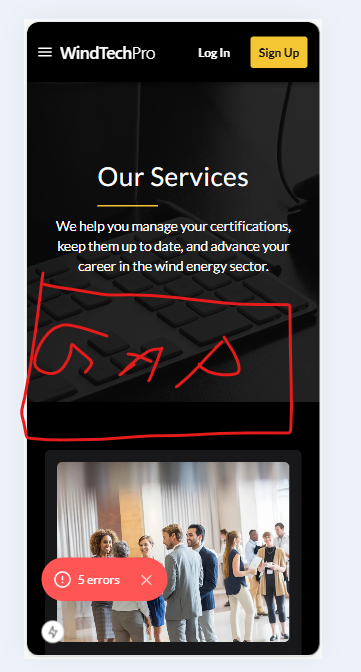 WindTechPro
Log In
Sign Up
Our Services
We help you manage your certifications,
keep them up to date, and advance your
career in the wind energy sector.
GAP
5 errors